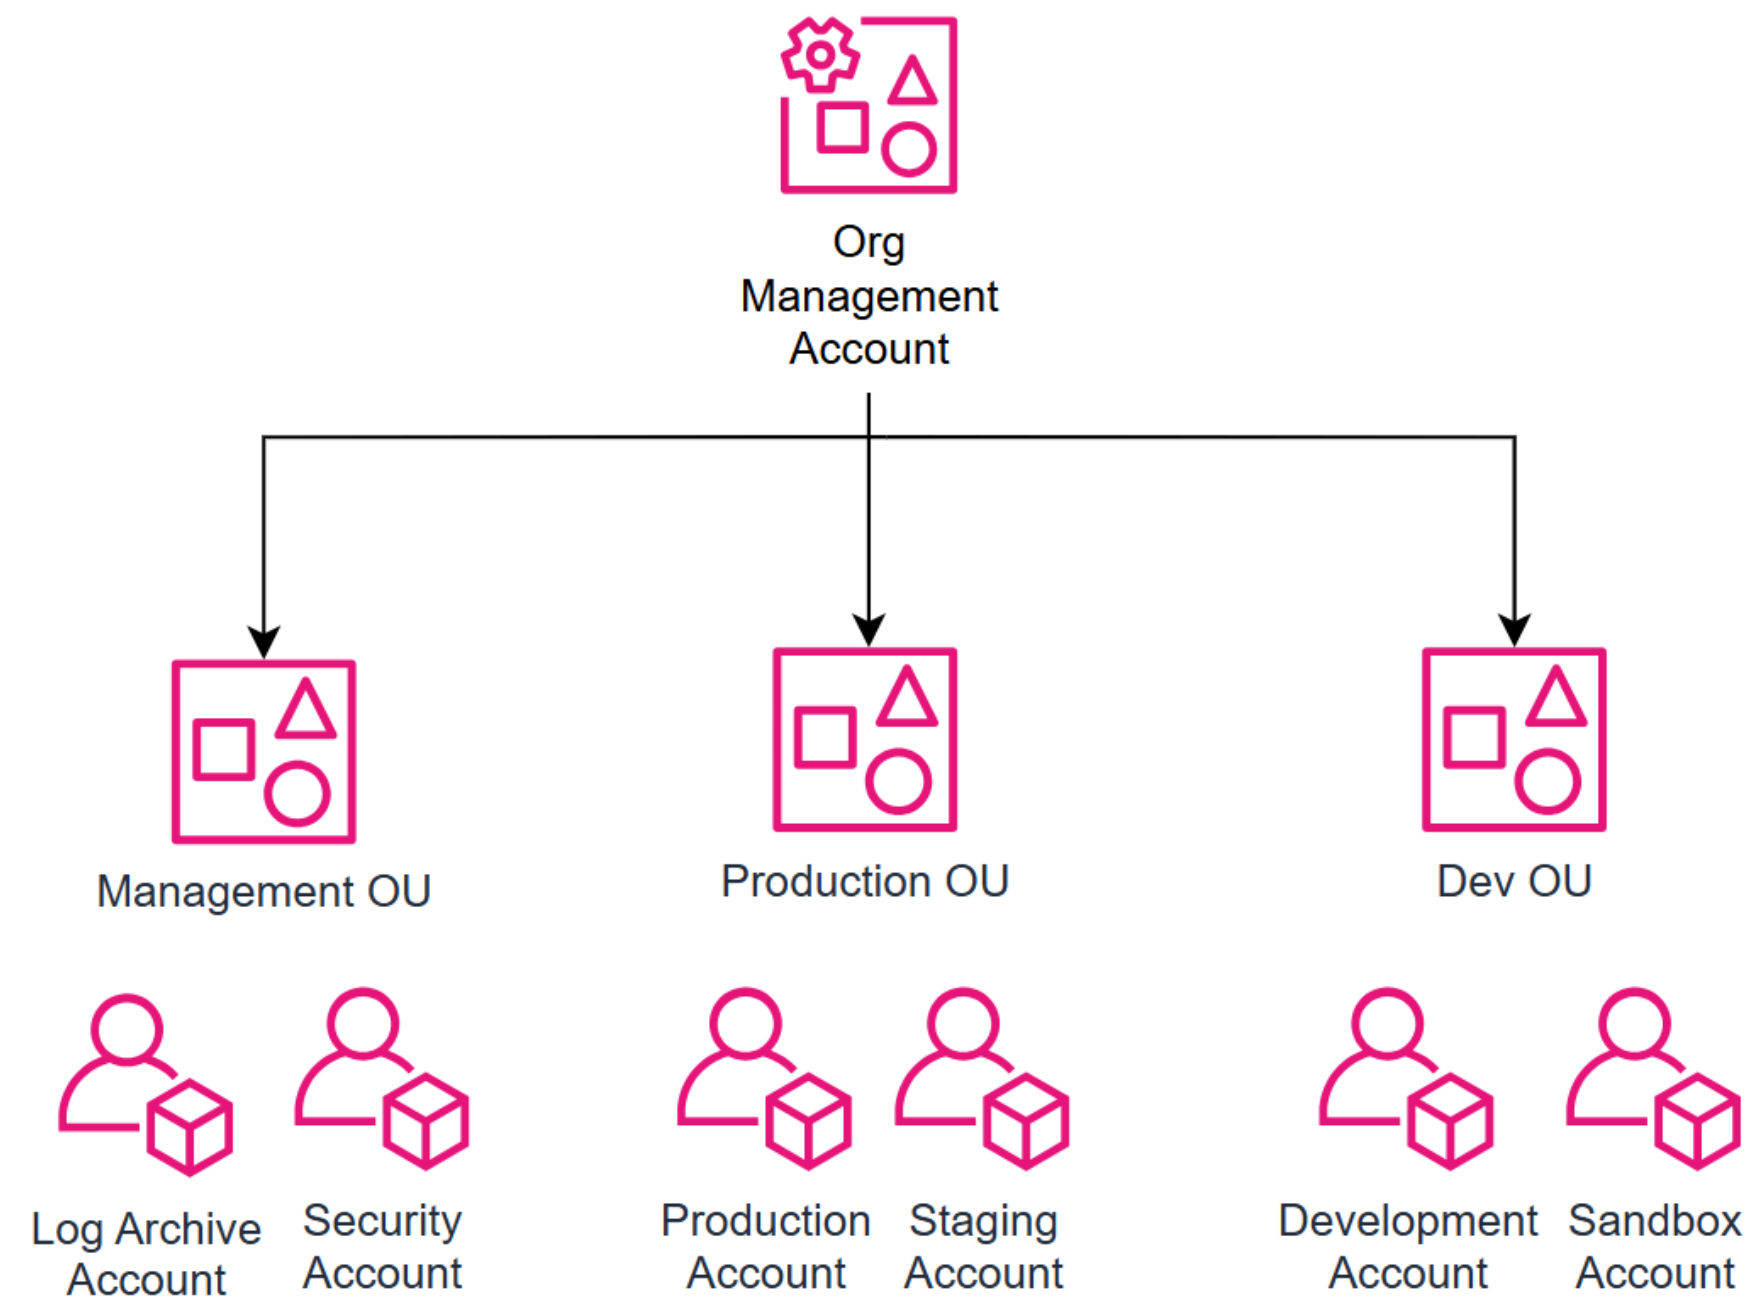 Org
Management
Account
Management OU
Production OU
Dev OU
Log Archive
Account
Security
Account
Production
Account
Staging
Account
Development
Account
Sandbox
Account